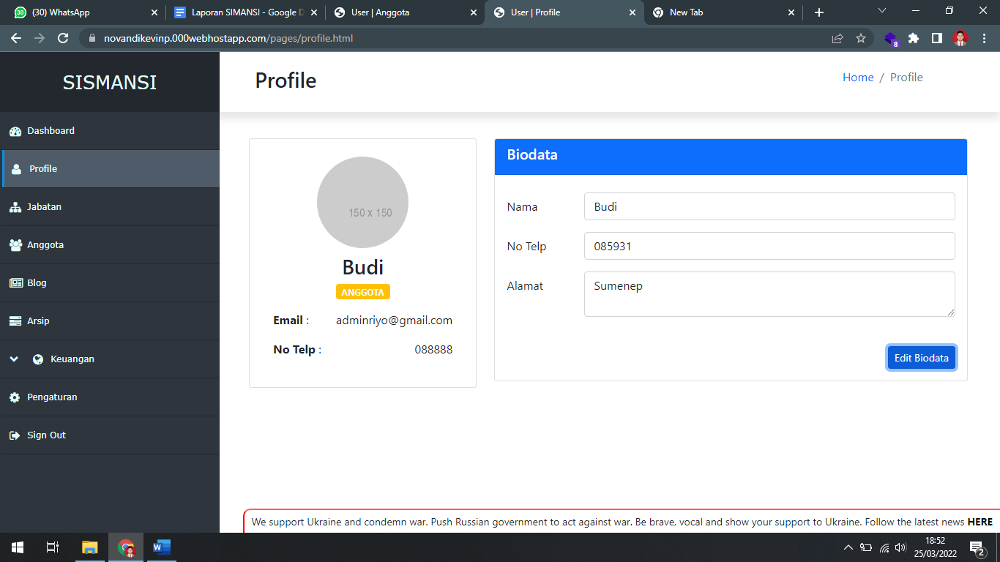 (30) WhatsApp
Laporan SIMANSI - Google D
User | Anggota
User | Profile
New Tab
novandikevinp.000webhostapp.com/pages/profile.html
8
SISMANSI
Profile
Home / Profile
Dashboard
Profile
Jabatan
Anggota
Blog
Arsip
Keuangan
Pengaturan
Sign Out
150 x 150
Budi
ANGGOTA
Email : adminriyo@gmail.com
No Telp : 088888
Biodata
Nama Budi
No Telp 085931
Alamat Sumenep
Edit Biodata
We support Ukraine and condemn war. Push Russian government to act against war. Be brave, vocal and show your support to Ukraine. Follow the latest news HERE
18:52
25/03/2022
2